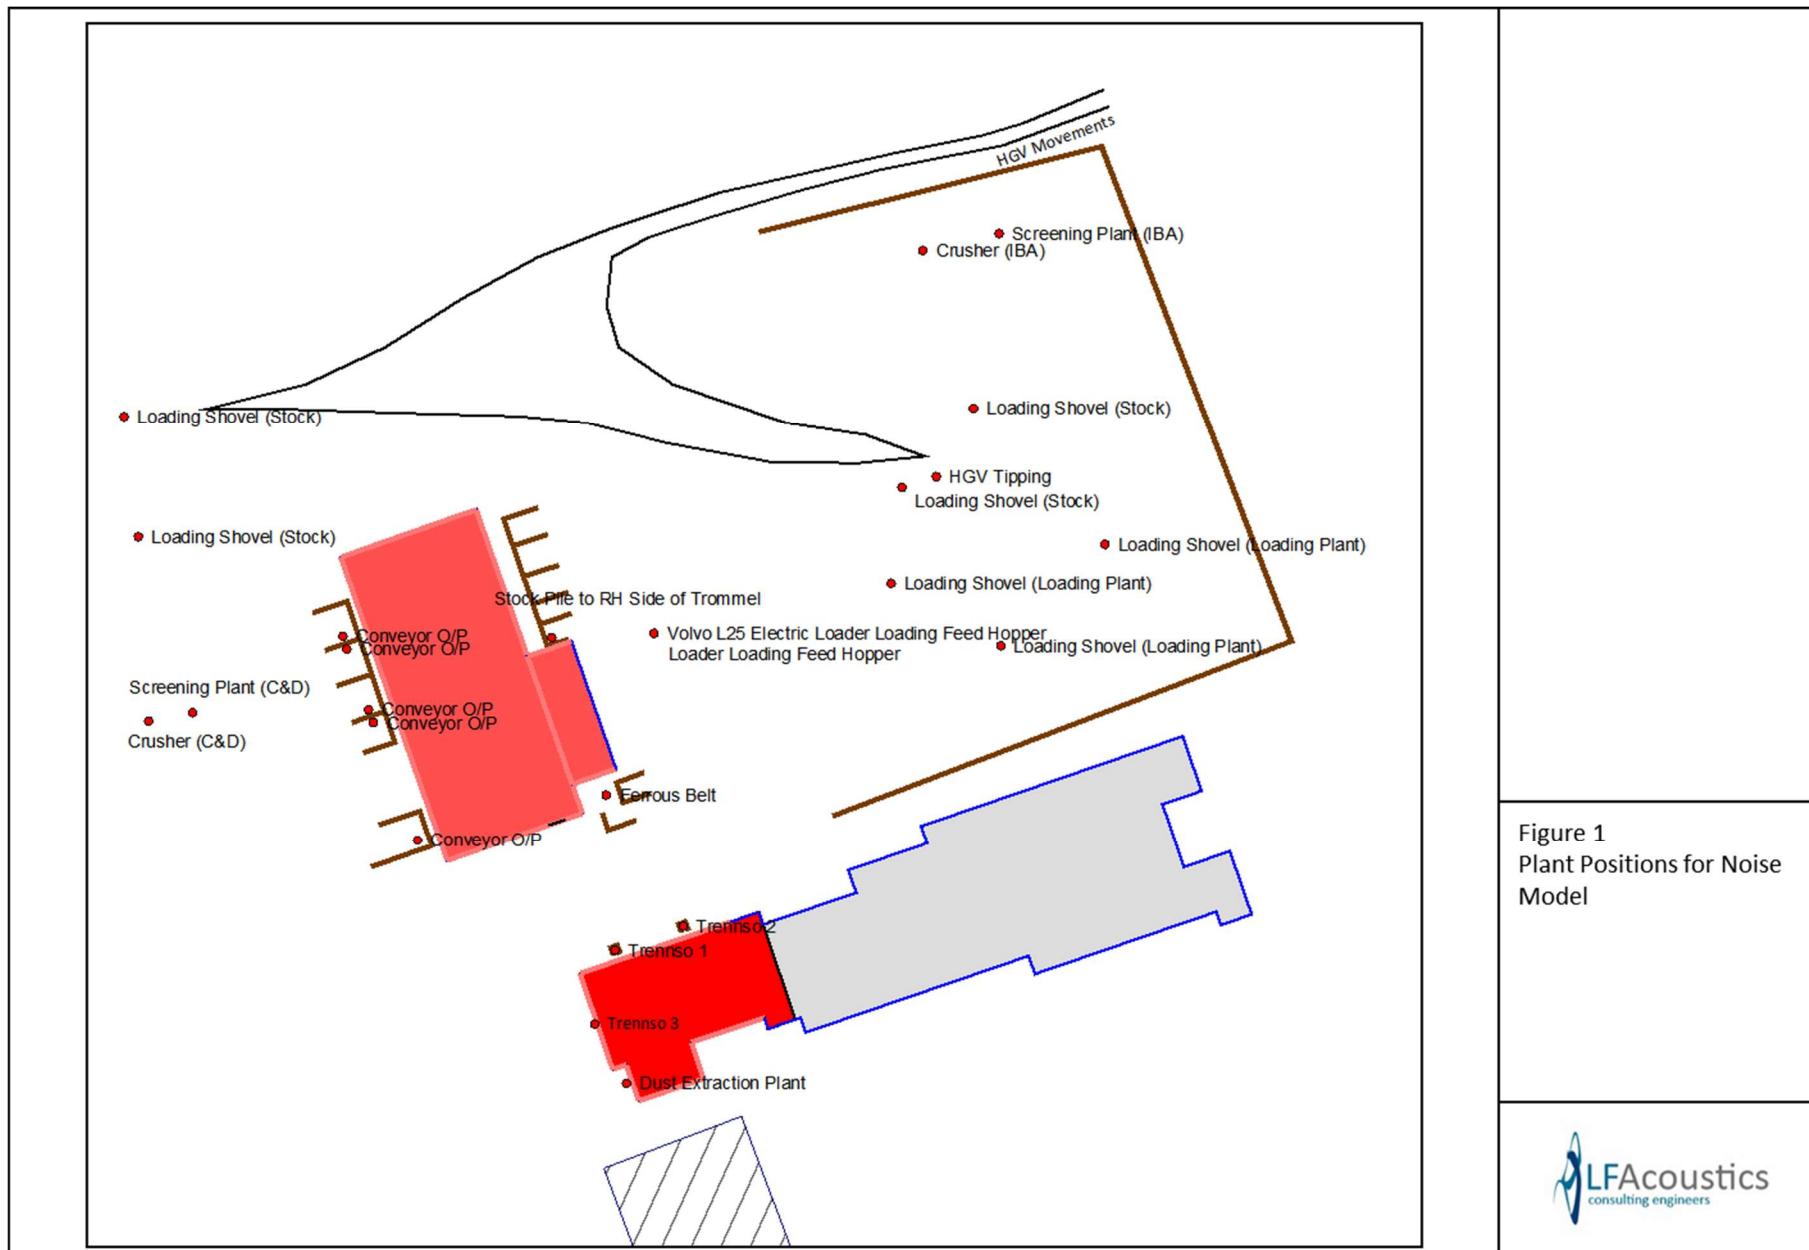 HGV Movements
Screening Plant (IBA)
Crusher (IBA)
Loading Shovel (Stock)
Loading Shovel (Stock)
HGV Tipping
Loading Shovel (Stock)
Loading Shovel (Stock)
Loading Shovel (Loading Plant)
Loading Shovel (Loading Plant)
Stock Pile to RH Side of Trommel
Volvo L25 Electric Loader Loading Feed Hopper
Loader Loading Feed Hopper
Loading Shovel (Loading Plant)
Conveyor O/P
Conveyor O/P
Screening Plant (C&D)
Conveyor O/P
Conveyor O/P
Crusher (C&D)
Ferrous Belt
Conveyor O/P
Trennso 2
Trennso 1
Trennso 3
Dust Extraction Plant
Figure 1
Plant Positions for Noise
Model
LFAcoustics
consulting engineers